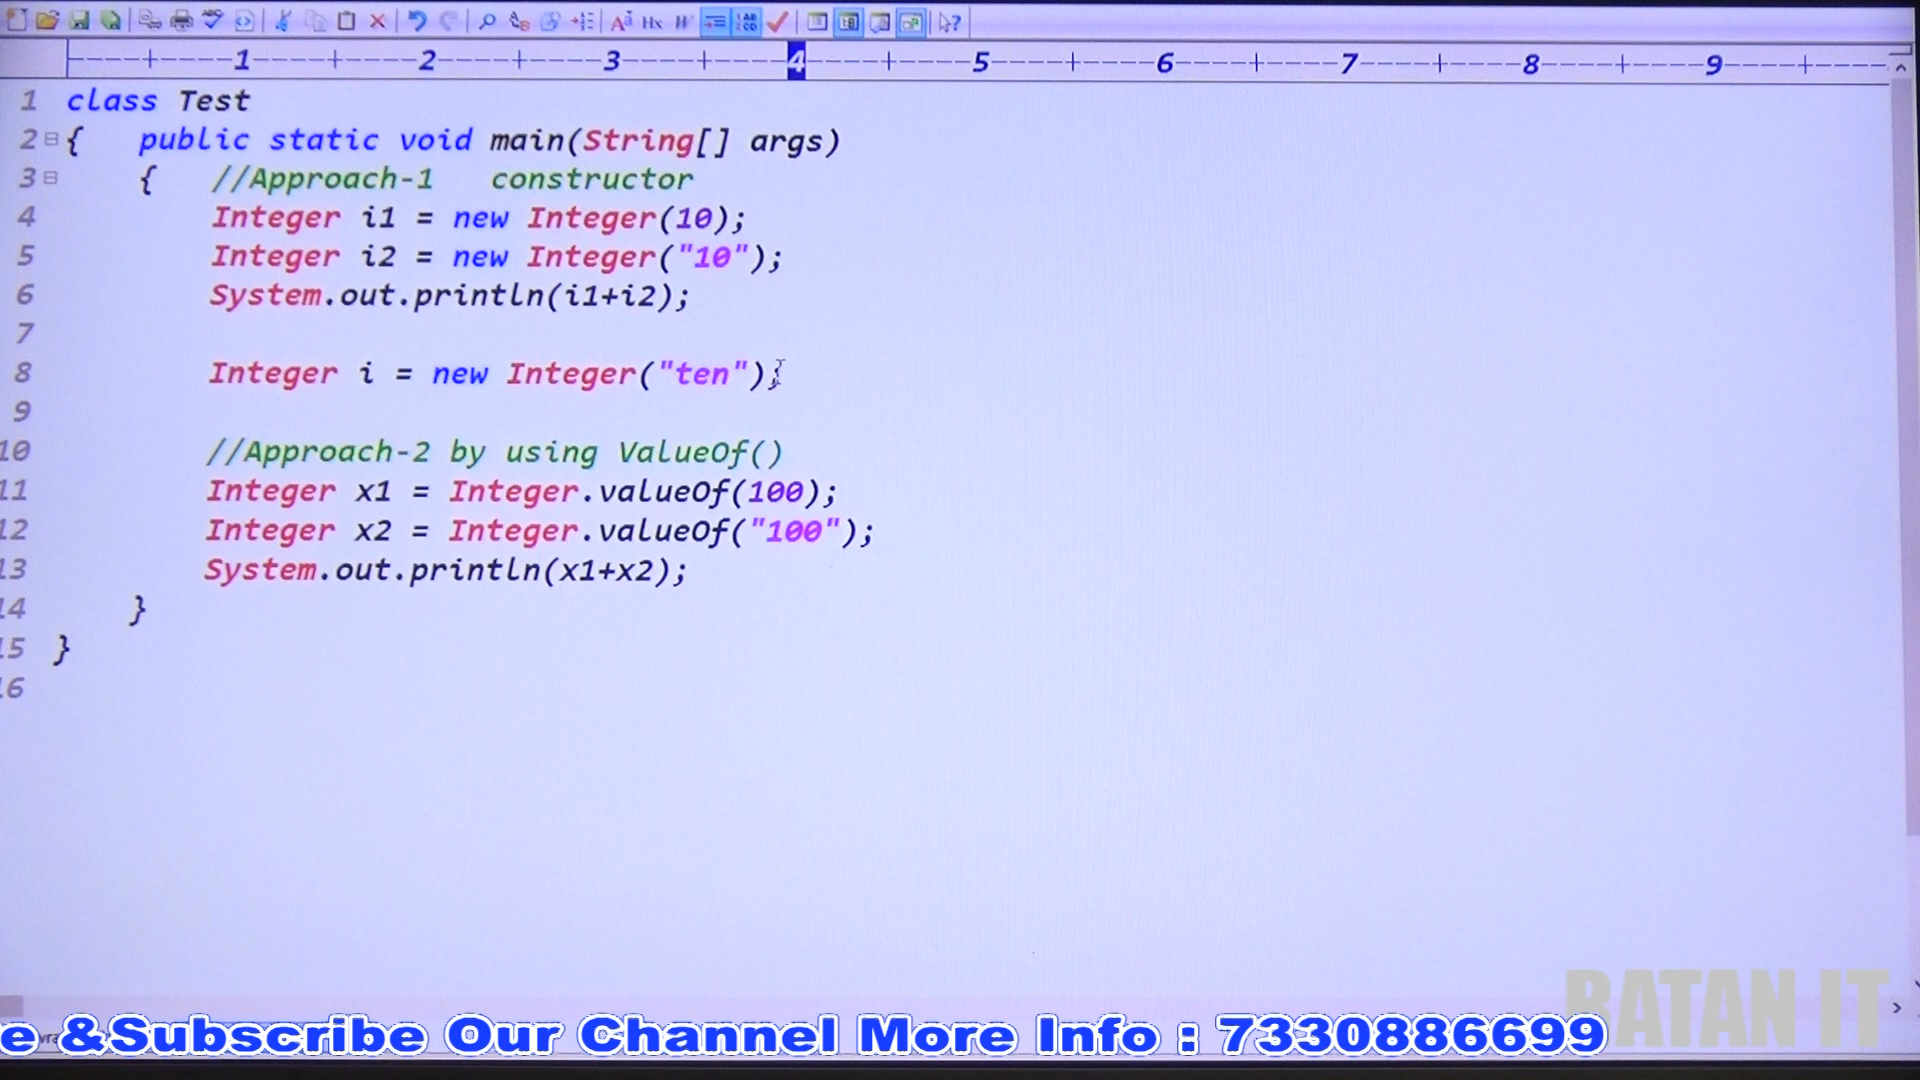 ----+----1----+----2----+----3----+----4----+----5----+----6----+----7----+----8----+----9----+----
1 class Test
2 { public static void main(String[] args)
3 { //Approach-1 constructor
4 Integer i1 = new Integer(10);
5 Integer i2 = new Integer("10");
6 System.out.println(i1+i2);
7
8 Integer i = new Integer("ten");
9
10 //Approach-2 by using ValueOf()
11 Integer x1 = Integer.valueOf(100);
12 Integer x2 = Integer.valueOf("100");
13 System.out.println(x1+x2);
14 }
15 }
16
RATAN IT
e &Subscribe Our Channel More Info : 7330886699